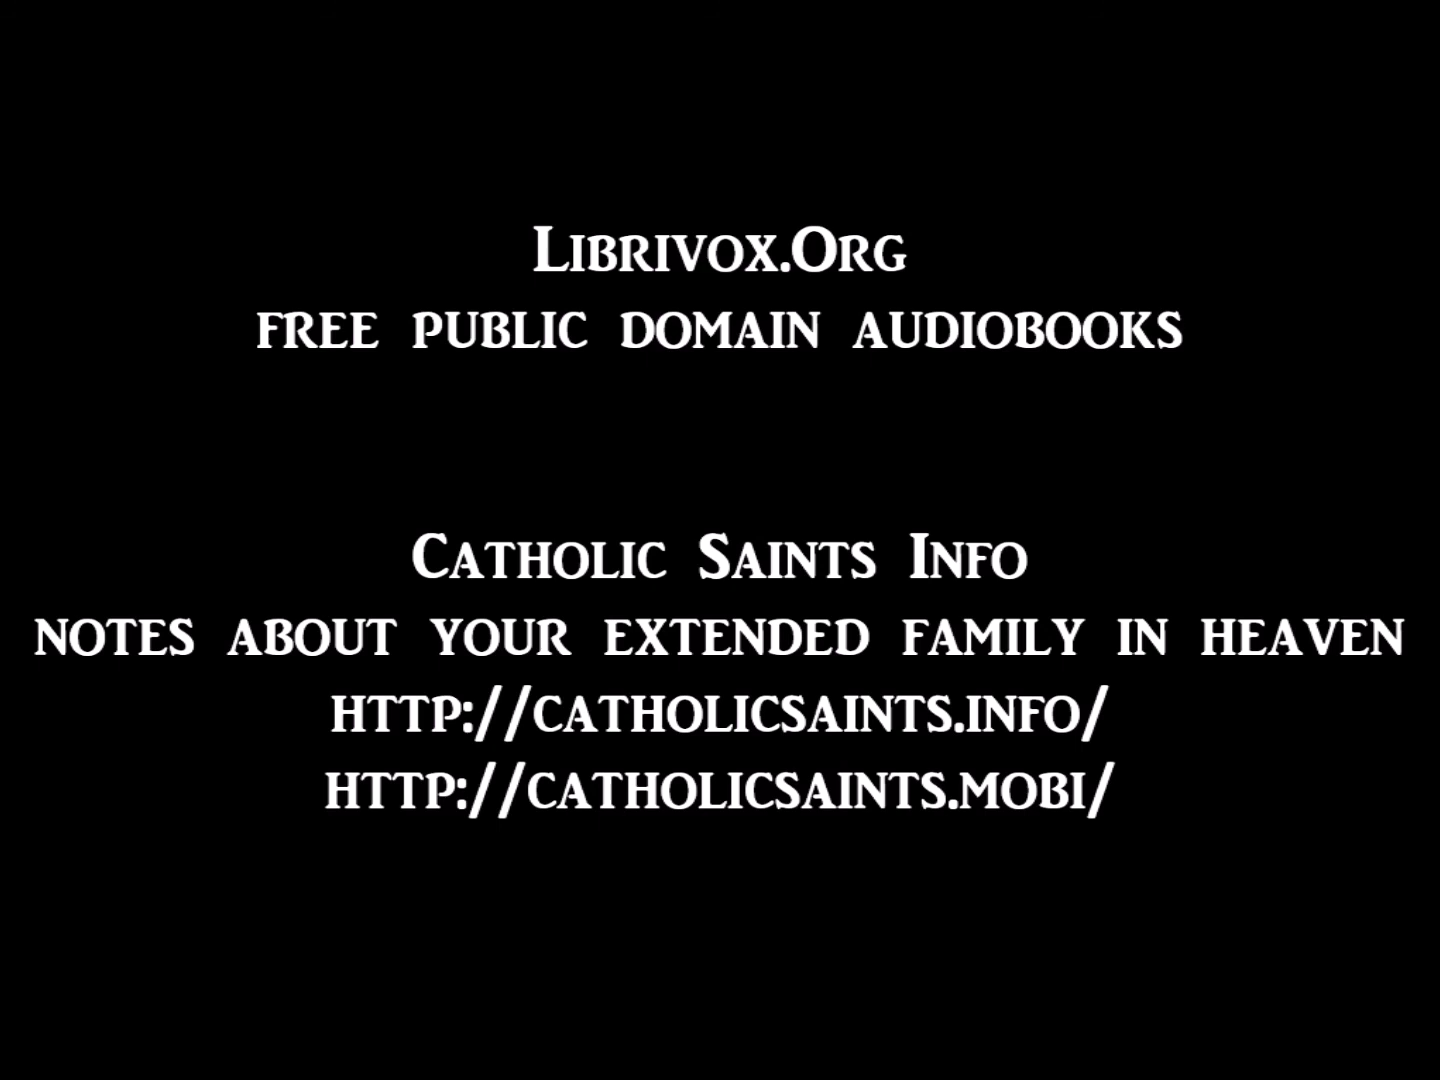 Librivox.Org
free public domain audiobooks
Catholic Saints Info
notes about your extended family in heaven
http://catholicsaints.info/
http://catholicsaints.mobi/